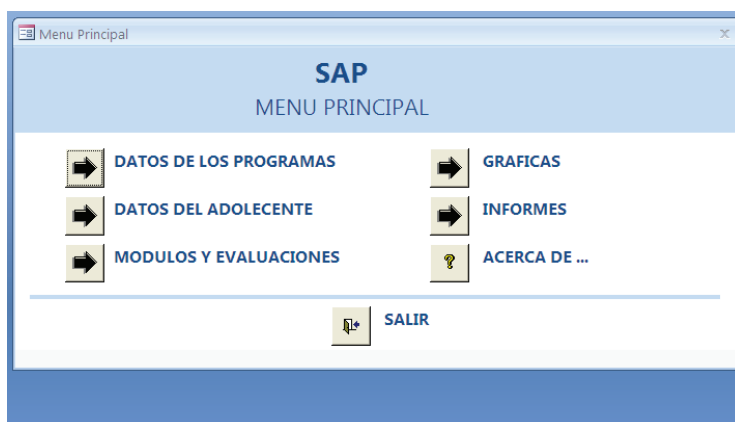 Menu Principal
SAP
MENU PRINCIPAL
DATOS DE LOS PROGRAMAS
GRAFICAS
DATOS DEL ADOLECENTE
INFORMES
MODULOS Y EVALUACIONES
ACERCA DE ...
SALIR